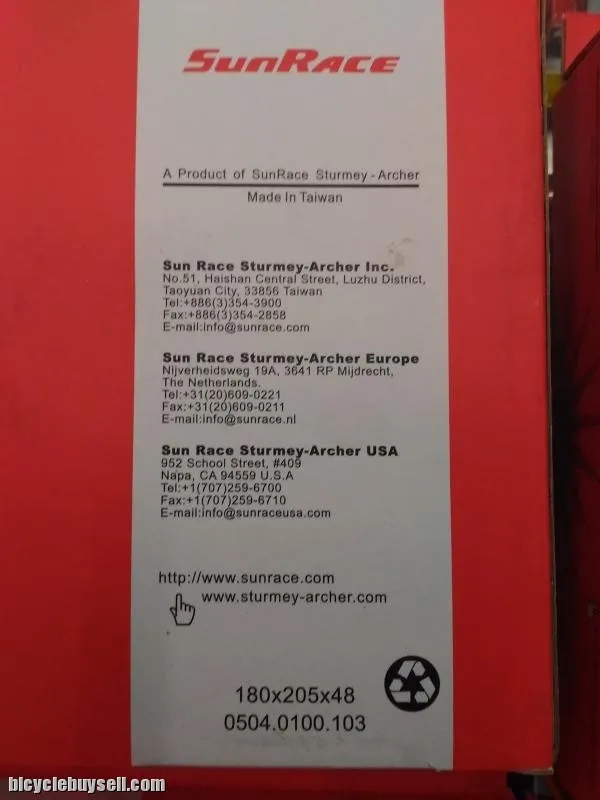 SunRace
A Product of SunRace Sturmey-Archer
Made In Taiwan
Sun Race Sturmey-Archer Inc.
No.51, Haishan Central Street, Luzhu District,
Taoyuan City, 33856 Taiwan
Tel:+886(3)354-3900
Fax:+886(3)354-2858
E-mail:info@sunrace.com
Sun Race Sturmey-Archer Europe
Nijverheidsweg 19A, 3641 RP Mijdrecht,
The Netherlands.
Tel:+31(20)609-0221
Fax:+31(20)609-0211
E-mail:info@sunrace.nl
Sun Race Sturmey-Archer USA
952 School Street, #409
Napa, CA 94559 U.S.A
Tel:+1(707)259-6700
Fax:+1(707)259-6710
E-mail:info@sunraceusa.com
http://www.sunrace.com
www.sturmey-archer.com
180x205x48
0504.0100.103
bicyclebuysell.com